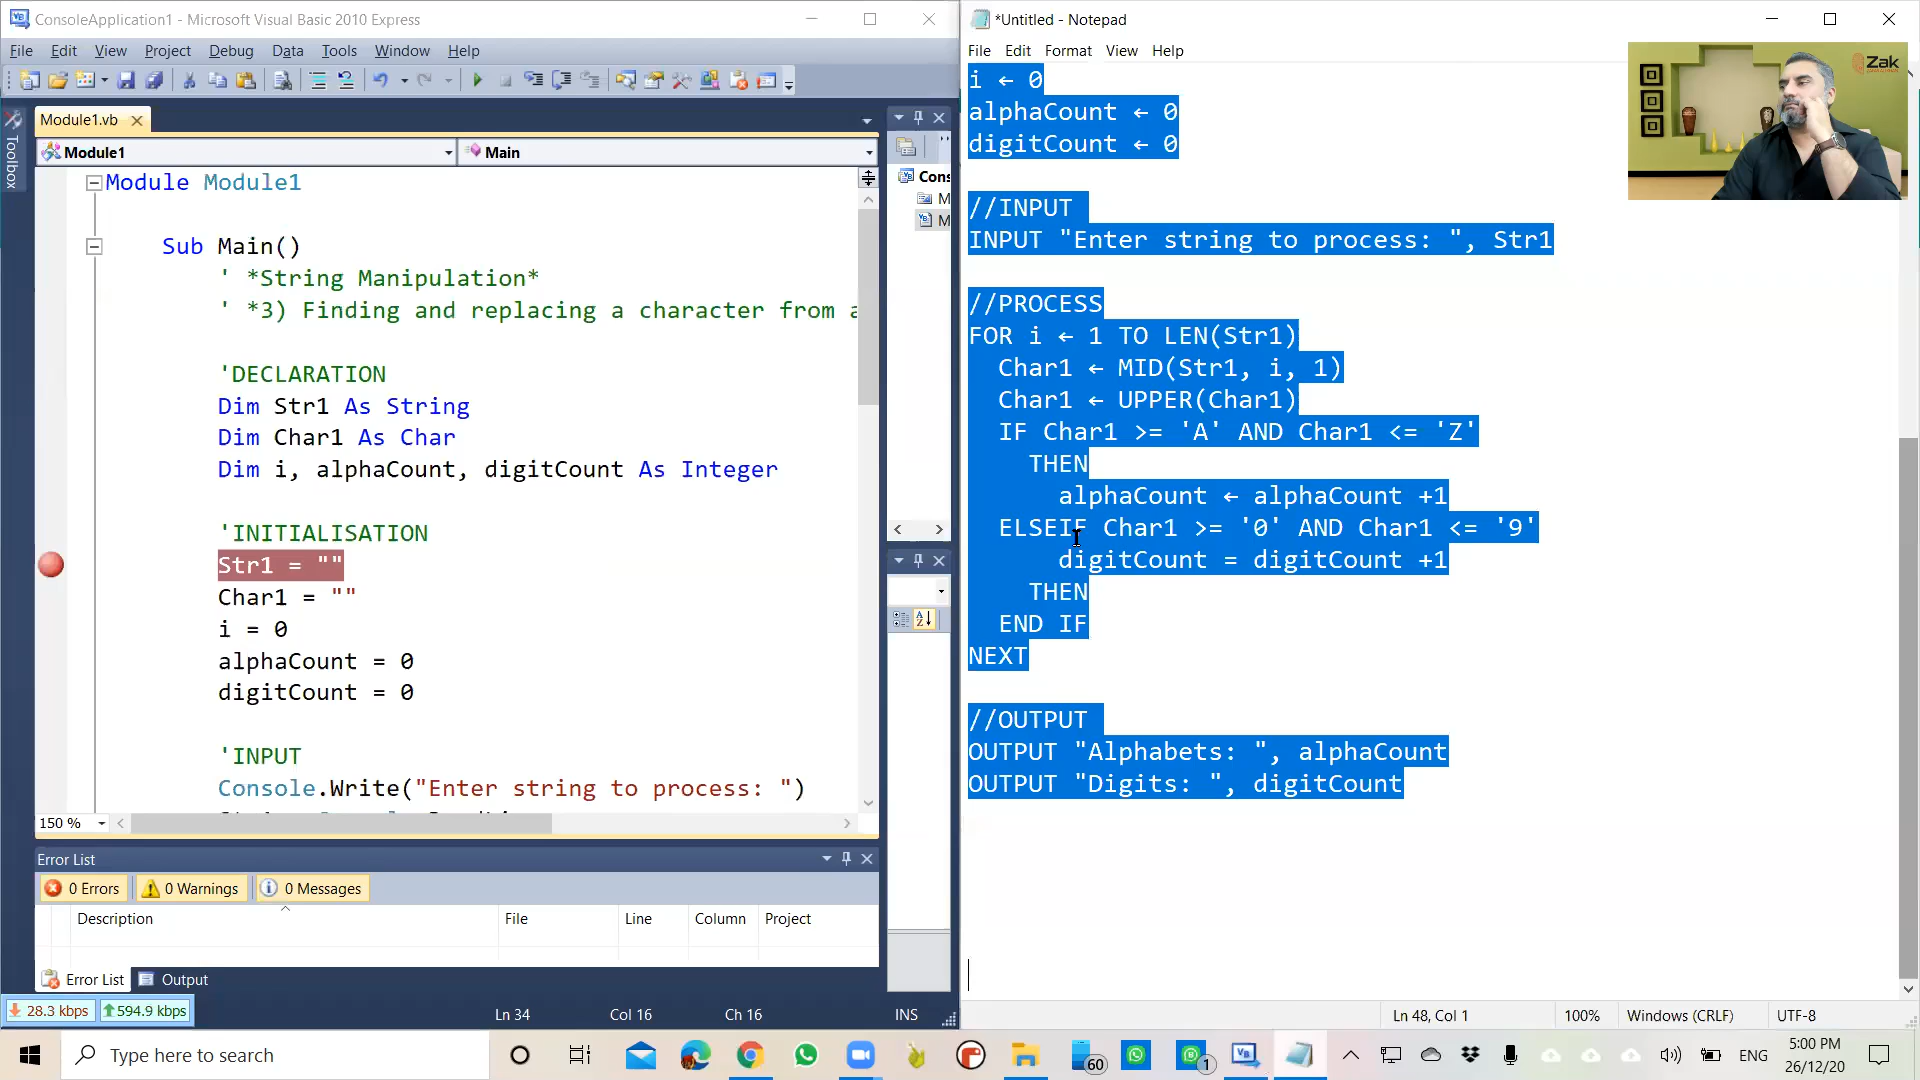 ConsoleApplication1 - Microsoft Visual Basic 2010 Express
File Edit View Project Debug Data Tools Window Help
Toolbox
Module1.vb
Module1
Main
Module Module1
Sub Main()
' *String Manipulation*
' *3) Finding and replacing a character from a
'DECLARATION
Dim Str1 As String
Dim Char1 As Char
Dim i, alphaCount, digitCount As Integer
'INITIALISATION
Str1 = ""
Char1 = ""
i = 0
alphaCount = 0
digitCount = 0
'INPUT
Console.Write("Enter string to process: ")
150 %
Cons
M
M
Error List
0 Errors 0 Warnings 0 Messages
Description File Line Column Project
Error List Output
28.3 kbps 594.9 kbps
Ln 34 Col 16 Ch 16 INS
*Untitled - Notepad
File Edit Format View Help
i ← 0
alphaCount ← 0
digitCount ← 0
//INPUT
INPUT "Enter string to process: ", Str1
//PROCESS
FOR i ← 1 TO LEN(Str1)
Char1 ← MID(Str1, i, 1)
Char1 ← UPPER(Char1)
IF Char1 >= 'A' AND Char1 <= 'Z'
THEN
alphaCount ← alphaCount +1
ELSEIF Char1 >= '0' AND Char1 <= '9'
digitCount = digitCount +1
THEN
END IF
NEXT
//OUTPUT
OUTPUT "Alphabets: ", alphaCount
OUTPUT "Digits: ", digitCount
Zak
Ln 48, Col 1 100% Windows (CRLF) UTF-8
Type here to search
60
1
ENG
5:00 PM
26/12/20